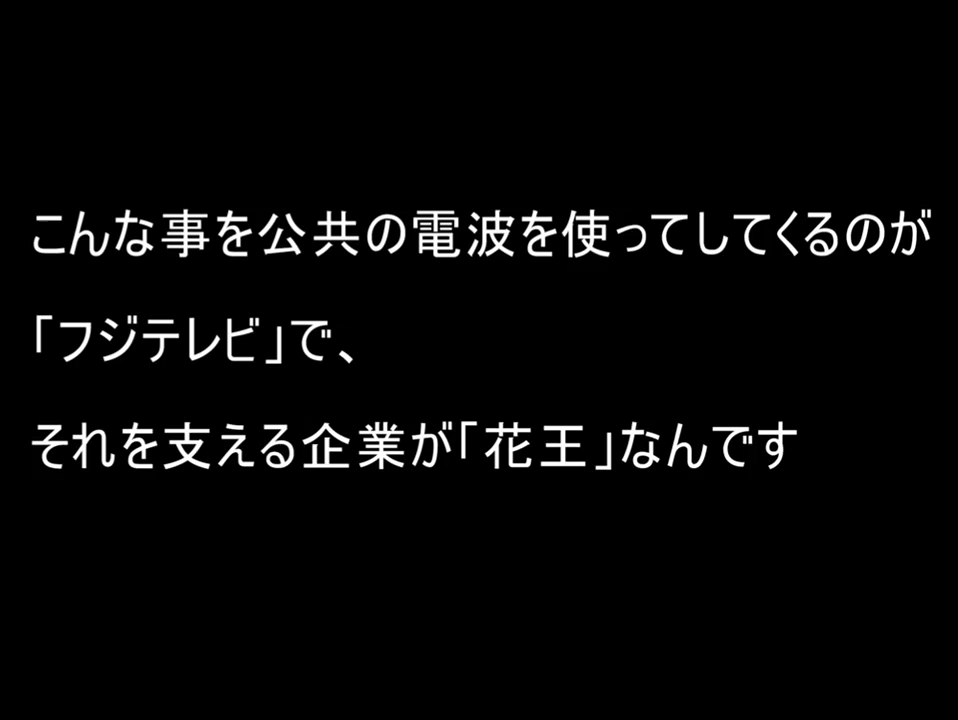 こんな事を公共の電波を使ってしてくるのが
「フジテレビ」で、
それを支える企業が「花王」なんです